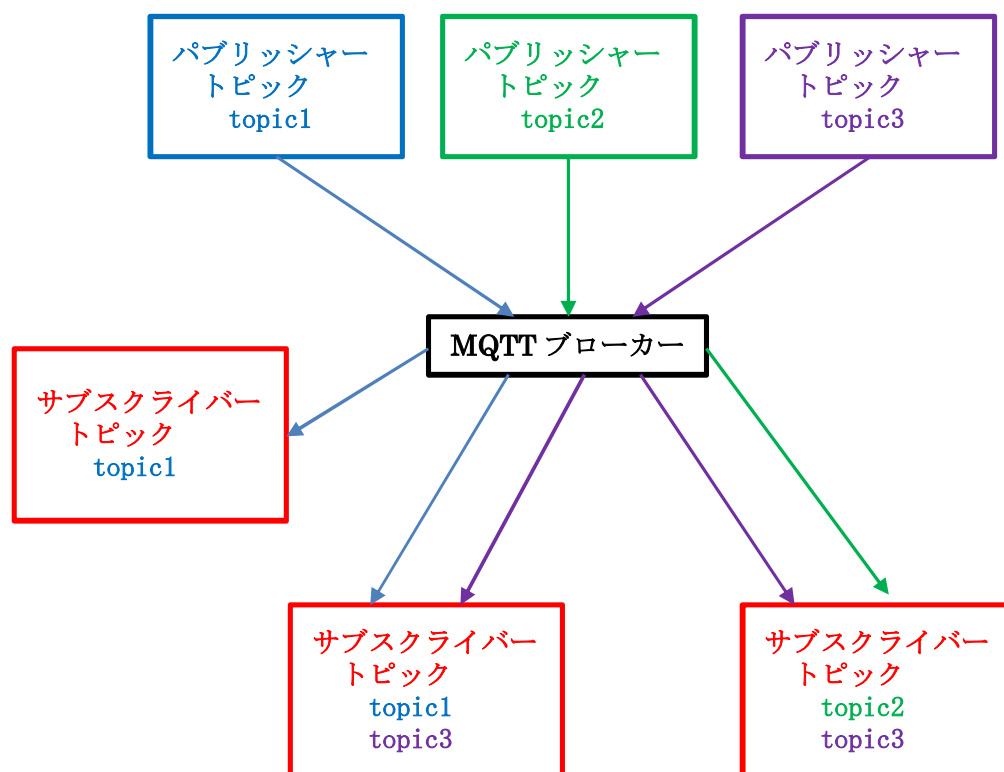 パブリッシャー
トピック
topic1
パブリッシャー
トピック
topic2
パブリッシャー
トピック
topic3
MQTT ブローカー
サブスクライバー
トピック
topic1
サブスクライバー
トピック
topic1
topic3
サブスクライバー
トピック
topic2
topic3